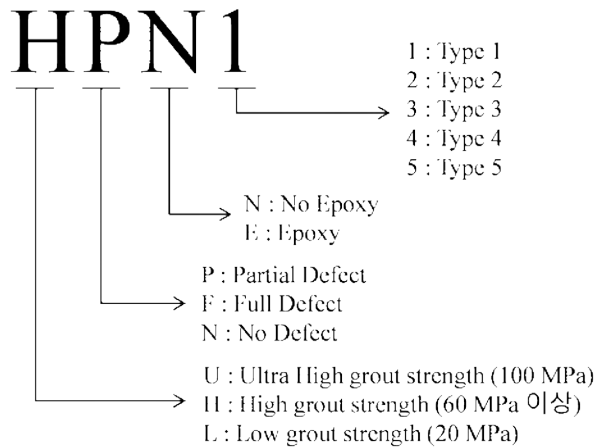 HPN1
1 : Type 1
2 : Type 2
3 : Type 3
4 : Type 4
5 : Type 5
N : No Epoxy
E : Epoxy
P : Partial Defect
F : Full Defect
N : No Defect
U : Ultra High grout strength (100 MPa)
H : High grout strength (60 MPa 이상)
L : Low grout strength (20 MPa)